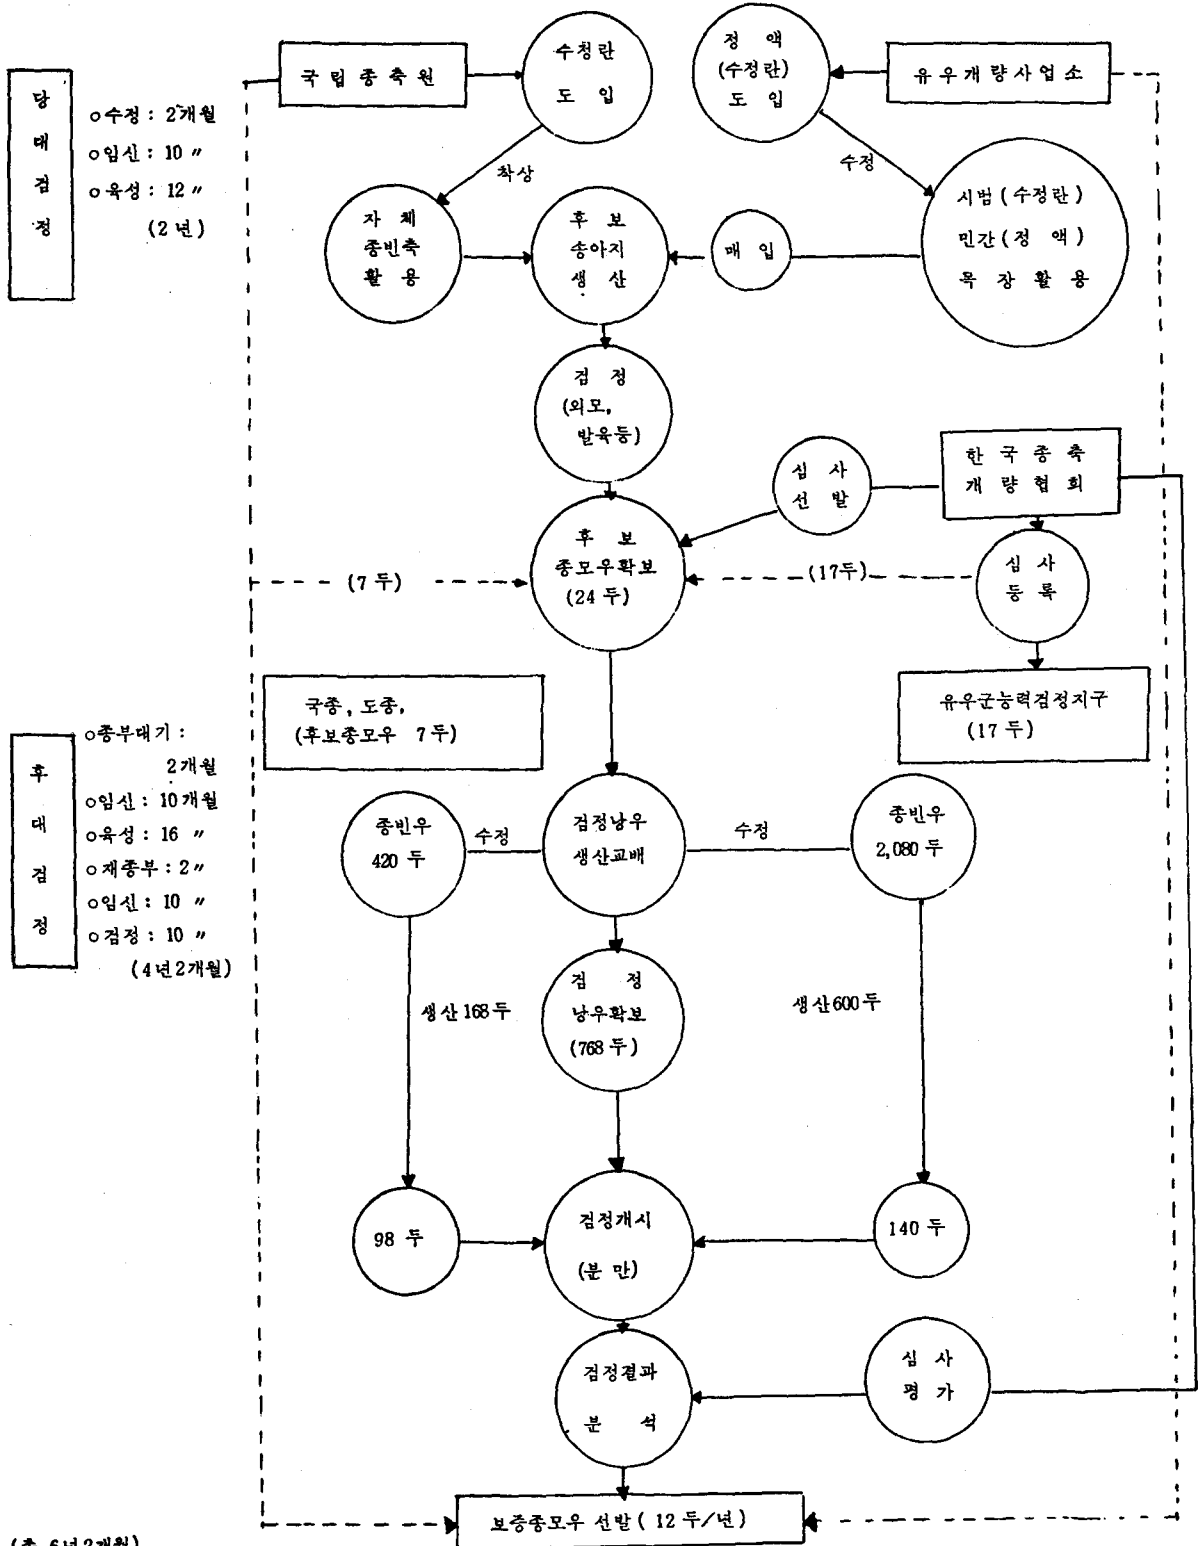 당
대
검
정
○수정: 2개월
○임신: 10 〃
○육성: 12 〃
(2년)
국립종축원
수정란
도 입
정 액
(수정란)
도 입
유우개량사업소
착상
수정
자 체
종빈축
활 용
후 보
송아지
생 산
매 입
시범(수정란)
민간(정 액)
목 장 활 용
검 정
(외모,
발육등)
심 사
선 발
한 국 종 축
개 량 협 회
후 보
종모우확보
(24 두)
(7 두)
(17두)
심 사
등 록
국종, 도종,
(후보종모우 7두)
유우군능력검정지구
(17 두)
후
대
검
정
○종부대기:
2개월
○임신: 10개월
○육성: 16 〃
○재종부: 2〃
○임신: 10 〃
○검정: 10 〃
(4년2개월)
종빈우
420 두
수정
검정낭우
생산교배
수정
종빈우
2,080 두
생산168두
검 정
낭우확보
(768 두)
생산600두
98 두
검정개시
(분 만)
140 두
검정결과
분 석
심 사
평 가
보증종모우 선발 ( 12 두/년)
(총 6년2개월)